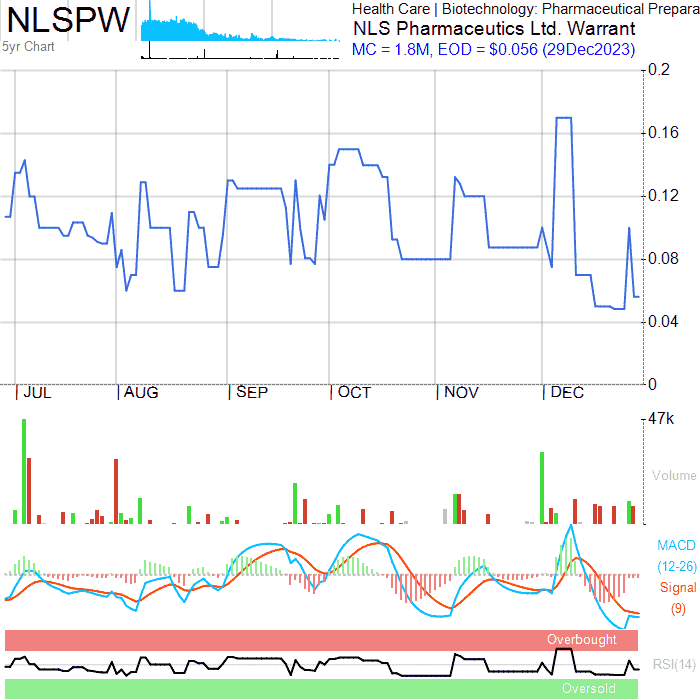 NLSPW
5yr Chart
Health Care | Biotechnology: Pharmaceutical Prepara
NLS Pharmaceutics Ltd. Warrant
MC = 1.8M, EOD = $0.056 (29Dec2023)
0.2
0.16
0.12
0.08
0.04
0
JUL AUG SEP OCT NOV DEC
47k
Volume
MACD
(12-26)
Signal
(9)
Overbought
RSI(14)
Oversold